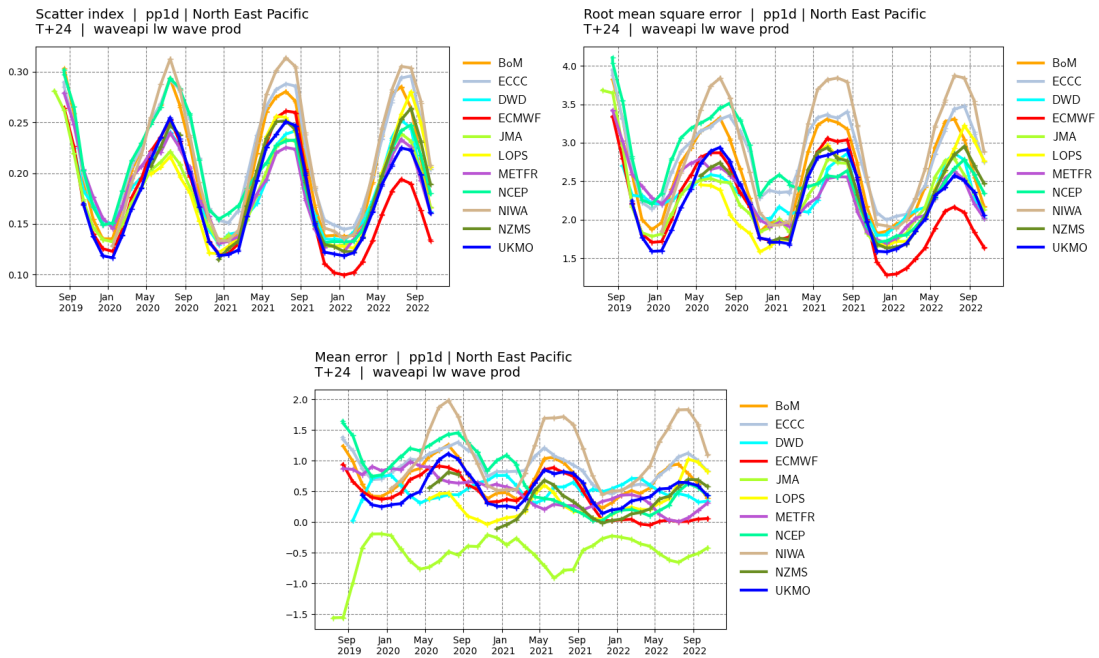 Scatter index | pp1d | North East Pacific
T+24 | waveapi lw wave prod
0.30
0.25
0.20
0.15
0.10
Sep 2019
Jan 2020
May 2020
Sep 2020
Jan 2021
May 2021
Sep 2021
Jan 2022
May 2022
Sep 2022
BoM
ECCC
DWD
ECMWF
JMA
LOPS
METFR
NCEP
NIWA
NZMS
UKMO
Root mean square error | pp1d | North East Pacific
T+24 | waveapi lw wave prod
4.0
3.5
3.0
2.5
2.0
1.5
Sep 2019
Jan 2020
May 2020
Sep 2020
Jan 2021
May 2021
Sep 2021
Jan 2022
May 2022
Sep 2022
BoM
ECCC
DWD
ECMWF
JMA
LOPS
METFR
NCEP
NIWA
NZMS
UKMO
Mean error | pp1d | North East Pacific
T+24 | waveapi lw wave prod
2.0
1.5
1.0
0.5
0.0
−0.5
−1.0
−1.5
Sep 2019
Jan 2020
May 2020
Sep 2020
Jan 2021
May 2021
Sep 2021
Jan 2022
May 2022
Sep 2022
BoM
ECCC
DWD
ECMWF
JMA
LOPS
METFR
NCEP
NIWA
NZMS
UKMO